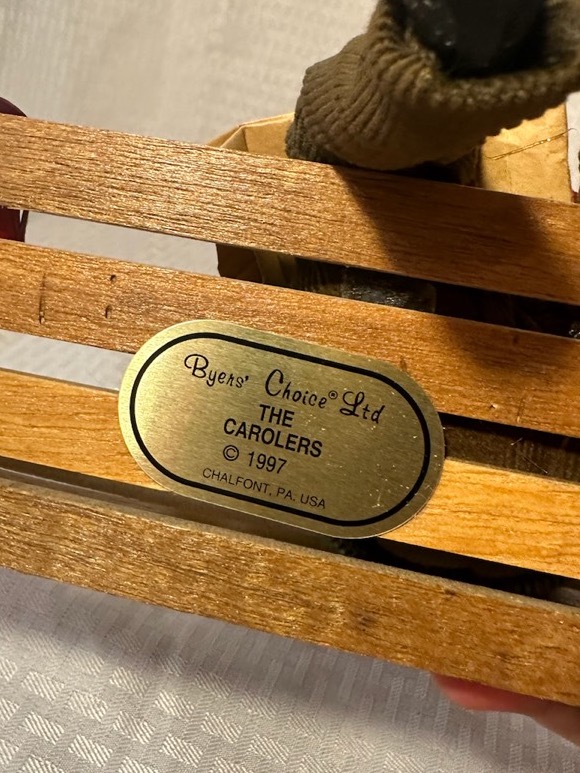 Byers' Choice® Ltd
THE
CAROLERS
© 1997
CHALFONT, PA. USA